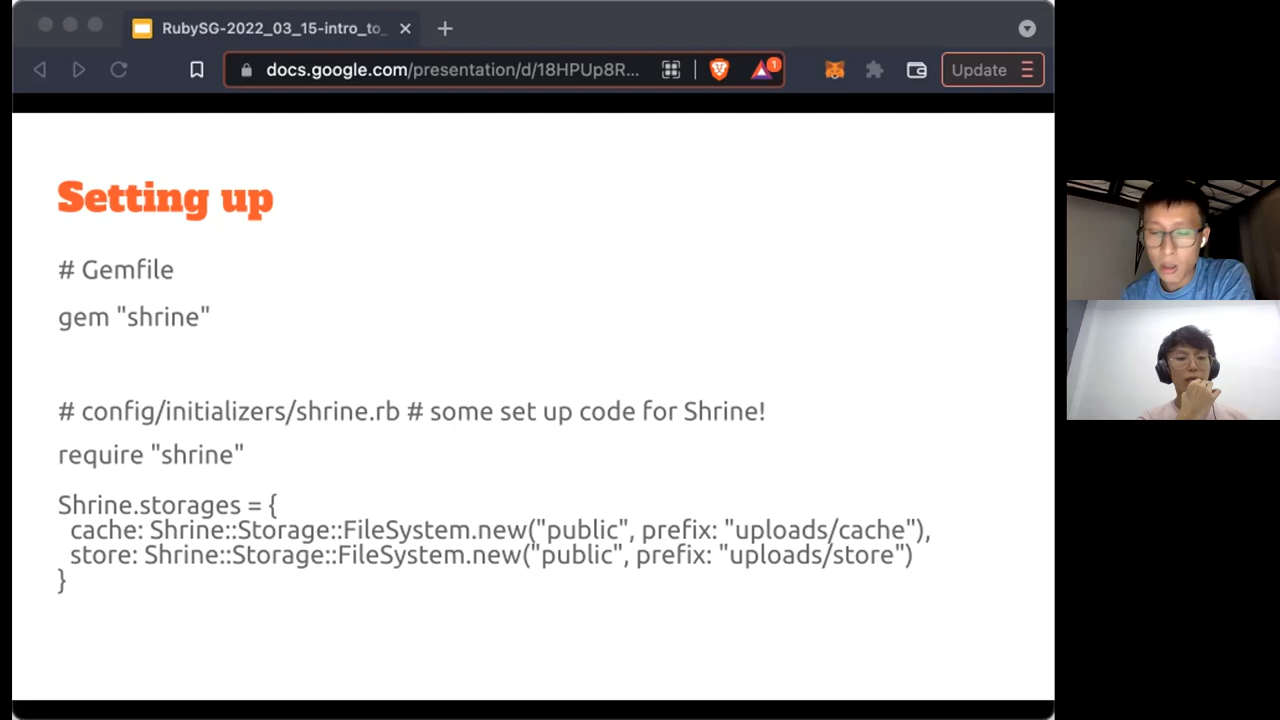 RubySG-2022_03_15-intro_to_
docs.google.com/presentation/d/18HPUp8R...
1
Update
Setting up
# Gemfile
gem "shrine"
# config/initializers/shrine.rb # some set up code for Shrine!
require "shrine"
Shrine.storages = {
cache: Shrine::Storage::FileSystem.new("public", prefix: "uploads/cache"),
store: Shrine::Storage::FileSystem.new("public", prefix: "uploads/store")
}